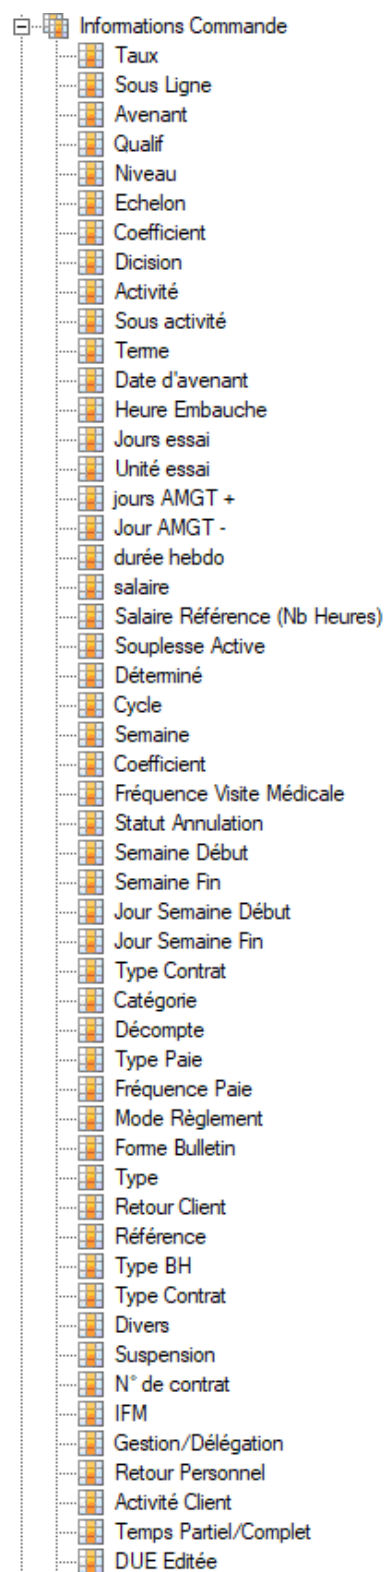 Informations Commande
Taux
Sous Ligne
Avenant
Qualif
Niveau
Echelon
Coefficient
Dicision
Activité
Sous activité
Terme
Date d'avenant
Heure Embauche
Jours essai
Unité essai
jours AMGT +
Jour AMGT -
durée hebdo
salaire
Salaire Référence (Nb Heures)
Souplesse Active
Déterminé
Cycle
Semaine
Coefficient
Fréquence Visite Médicale
Statut Annulation
Semaine Début
Semaine Fin
Jour Semaine Début
Jour Semaine Fin
Type Contrat
Catégorie
Décompte
Type Paie
Fréquence Paie
Mode Règlement
Forme Bulletin
Type
Retour Client
Référence
Type BH
Type Contrat
Divers
Suspension
N° de contrat
IFM
Gestion/Délégation
Retour Personnel
Activité Client
Temps Partiel/Complet
DUE Editée